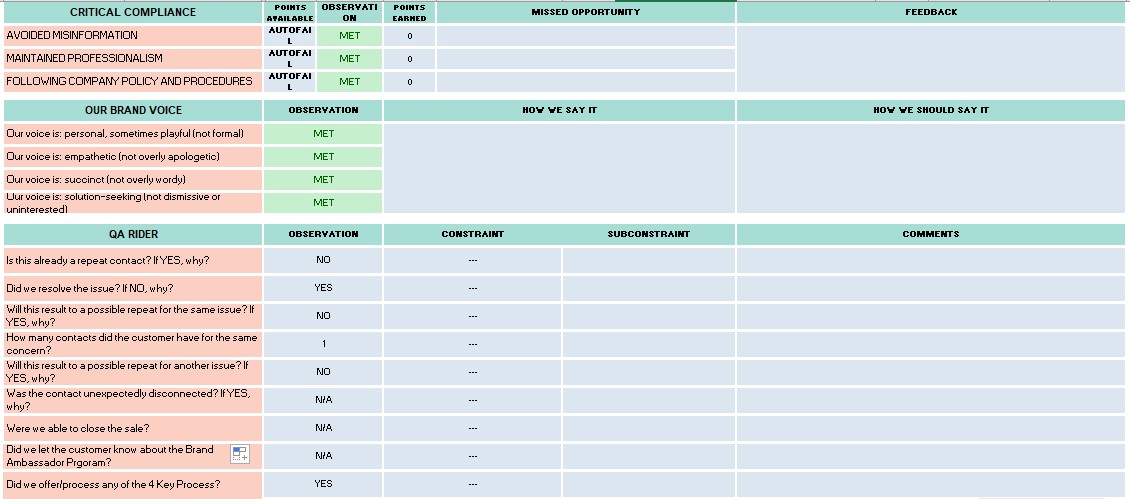 CRITICAL COMPLIANCE POINTS AVAILABLE OBSERVATION POINTS EARNED MISSED OPPORTUNITY FEEDBACK
AVOIDED MISINFORMATION AUTOFAIL MET 0
MAINTAINED PROFESSIONALISM AUTOFAIL MET 0
FOLLOWING COMPANY POLICY AND PROCEDURES AUTOFAIL MET 0
OUR BRAND VOICE OBSERVATION HOW WE SAY IT HOW WE SHOULD SAY IT
Our voice is: personal, sometimes playful (not formal) MET
Our voice is: empathetic (not overly apologetic) MET
Our voice is: succinct (not overly wordy) MET
Our voice is: solution-seeking (not dismissive or
uninterested) MET
QA RIDER OBSERVATION CONSTRAINT SUBCONSTRAINT COMMENTS
Is this already a repeat contact? If YES, why? NO ---
Did we resolve the issue? If NO, why? YES ---
Will this result to a possible repeat for the same issue? If
YES, why? NO ---
How many contacts did the customer have for the same
concern? 1 ---
Will this result to a possible repeat for another issue? If
YES, why? NO ---
Was the contact unexpectedly disconnected? If YES,
why? N/A ---
Were we able to close the sale? N/A ---
Did we let the customer know about the Brand
Ambassador Prgoram? N/A ---
Did we offer/process any of the 4 Key Process? YES ---